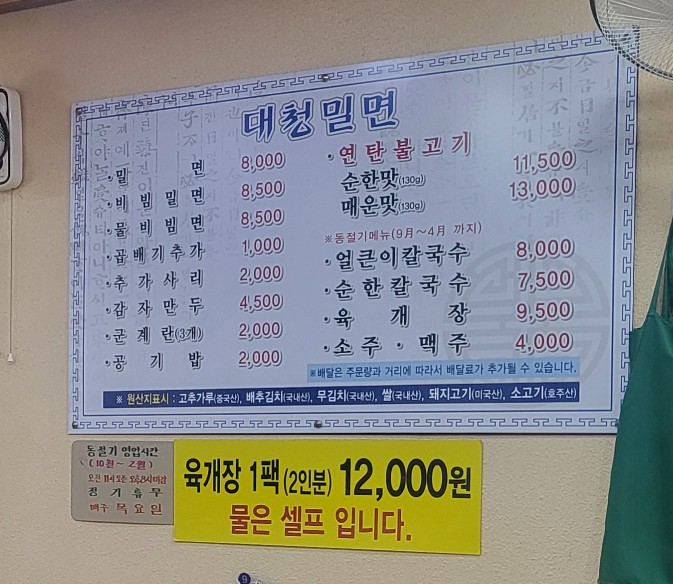 대청밀면
·밀 면 8,000
·비빔밀면 8,500
·물비빔면 8,500
·곱배기추가 1,000
·추가사리 2,000
·감자만두 4,500
·군계란(3개) 2,000
·공기밥 2,000
·연탄불고기
순한맛(130g) 11,500
매운맛(130g) 13,000
※동절기메뉴(9月~4月 까지)
·얼큰이칼국수 8,000
·순한칼국수 7,500
·육개장 9,500
·소주·맥주 4,000
※배달은 주문량과 거리에 따라서 배달료가 추가될 수 있습니다.
※ 원산지표시 : 고추가루(중국산), 배추김치(국내산), 무김치(국내산), 쌀(국내산), 돼지고기(미국산), 소고기(호주산)
동절기 영업시간
(10월~2월)
정기휴무
매주 목요일
육개장 1팩(2인분) 12,000원
물은 셀프 입니다.
9